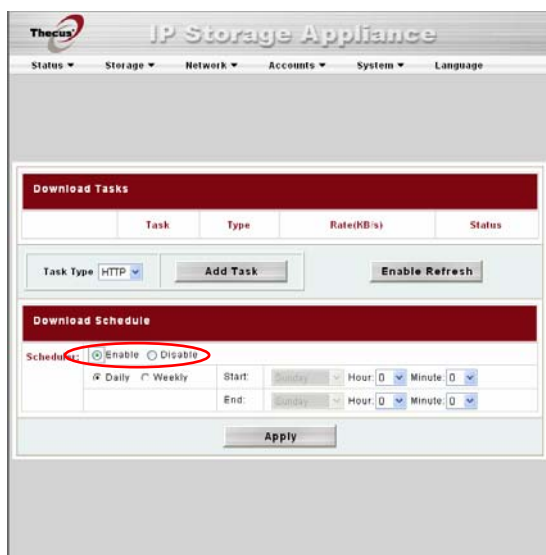 Thecus
IP Storage Appliance
Status Storage Network Accounts System Language
Download Tasks
Task Type Rate(KB/s) Status
Task Type HTTP Add Task Enable Refresh
Download Schedule
Scheduler: Enable Disable
Daily Weekly Start: Sunday Hour: 0 Minute: 0
End: Sunday Hour: 0 Minute: 0
Apply